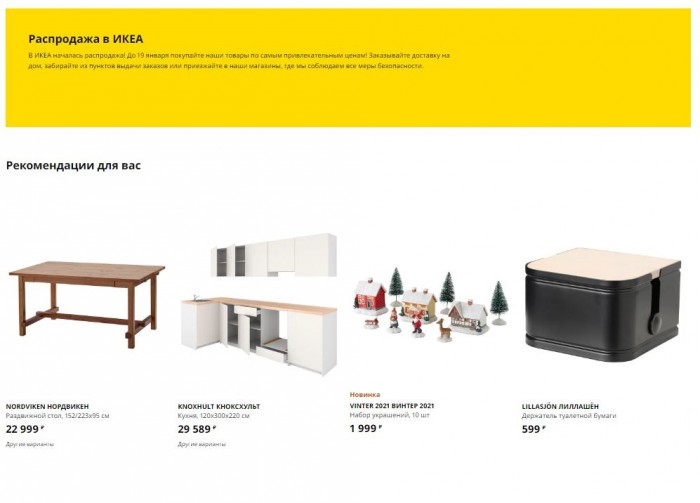 Распродажа в ИКЕА
В ИКЕА началась распродажа! До 19 января покупайте наши товары по самым привлекательным ценам! Заказывайте доставку на
дом, забирайте из пунктов выдачи заказов или приезжайте в наши магазины, где мы соблюдаем все меры безопасности.
Рекомендации для вас
NORDVIKEN НОРДВИКЕН
Раздвижной стол, 152/223x95 см
22 999 ₽
Другие варианты
KNOXHULT КНОКСХУЛЬТ
Кухня, 120x300x220 см
29 589 ₽
Другие варианты
Новинка
VINTER 2021 ВИНТЕР 2021
Набор украшений, 10 шт
1 999 ₽
LILLASJÖN ЛИЛЛАШЁН
Держатель туалетной бумаги
599 ₽